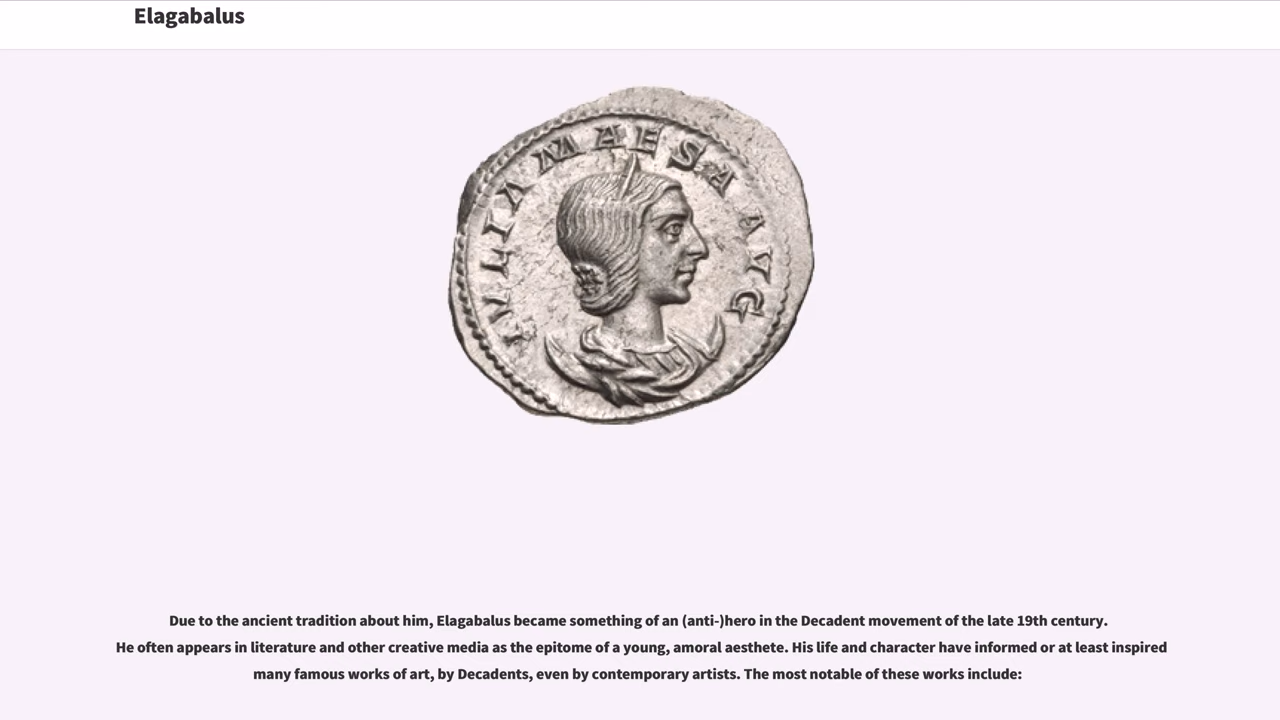 Elagabalus
IVLIA MAESA AVG
Due to the ancient tradition about him, Elagabalus became something of an (anti-)hero in the Decadent movement of the late 19th century.
He often appears in literature and other creative media as the epitome of a young, amoral aesthete. His life and character have informed or at least inspired
many famous works of art, by Decadents, even by contemporary artists. The most notable of these works include: